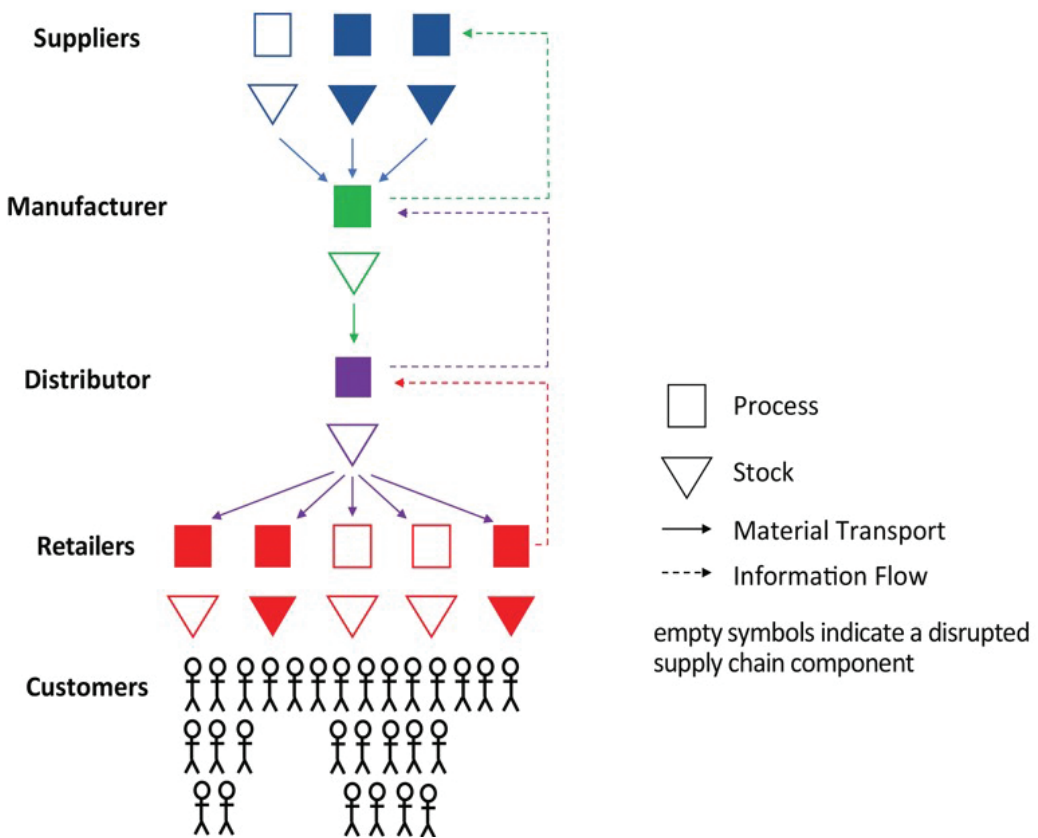 Suppliers
Manufacturer
Distributor
Process
Stock
Material Transport
Retailers
Information Flow
empty symbols indicate a disrupted
supply chain component
Customers